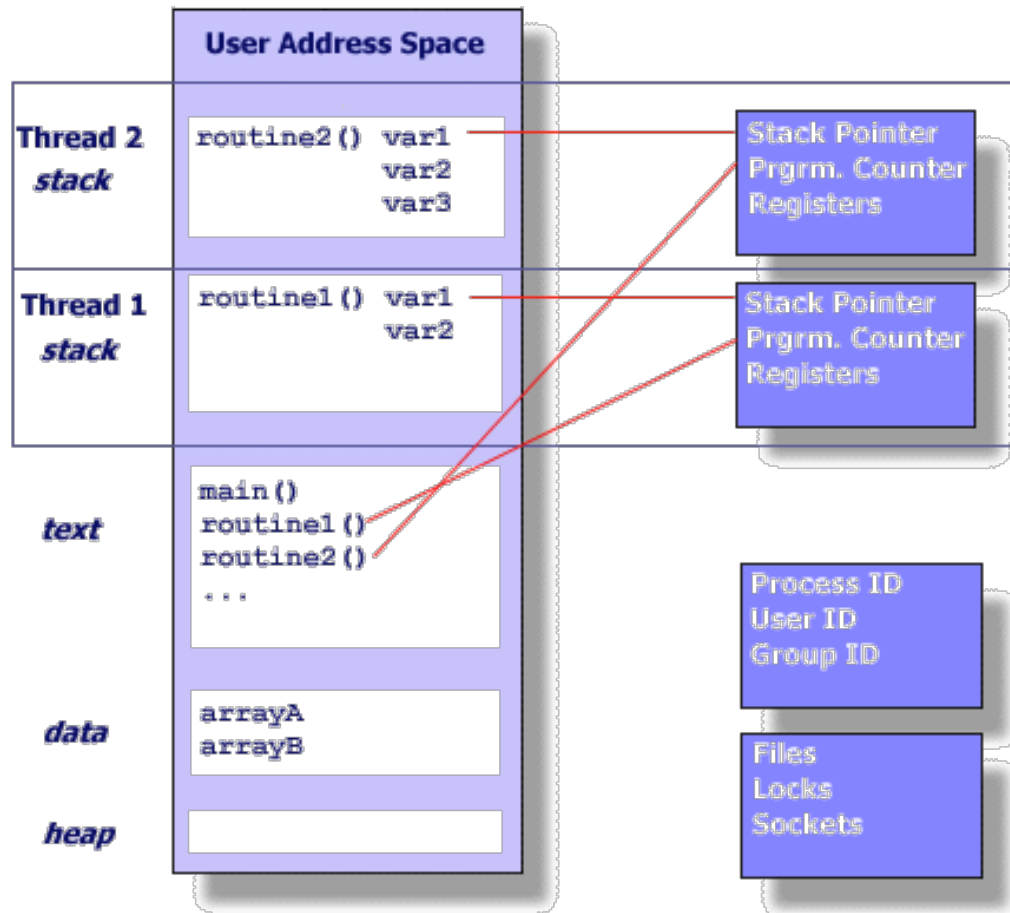 User Address Space
Thread 2
stack
routine2() var1
var2
var3
Stack Pointer
Prgrm. Counter
Registers
Thread 1
stack
routine1() var1
var2
Stack Pointer
Prgrm. Counter
Registers
text
main()
routine1()
routine2()
...
Process ID
User ID
Group ID
data
arrayA
arrayB
Files
Locks
Sockets
heap